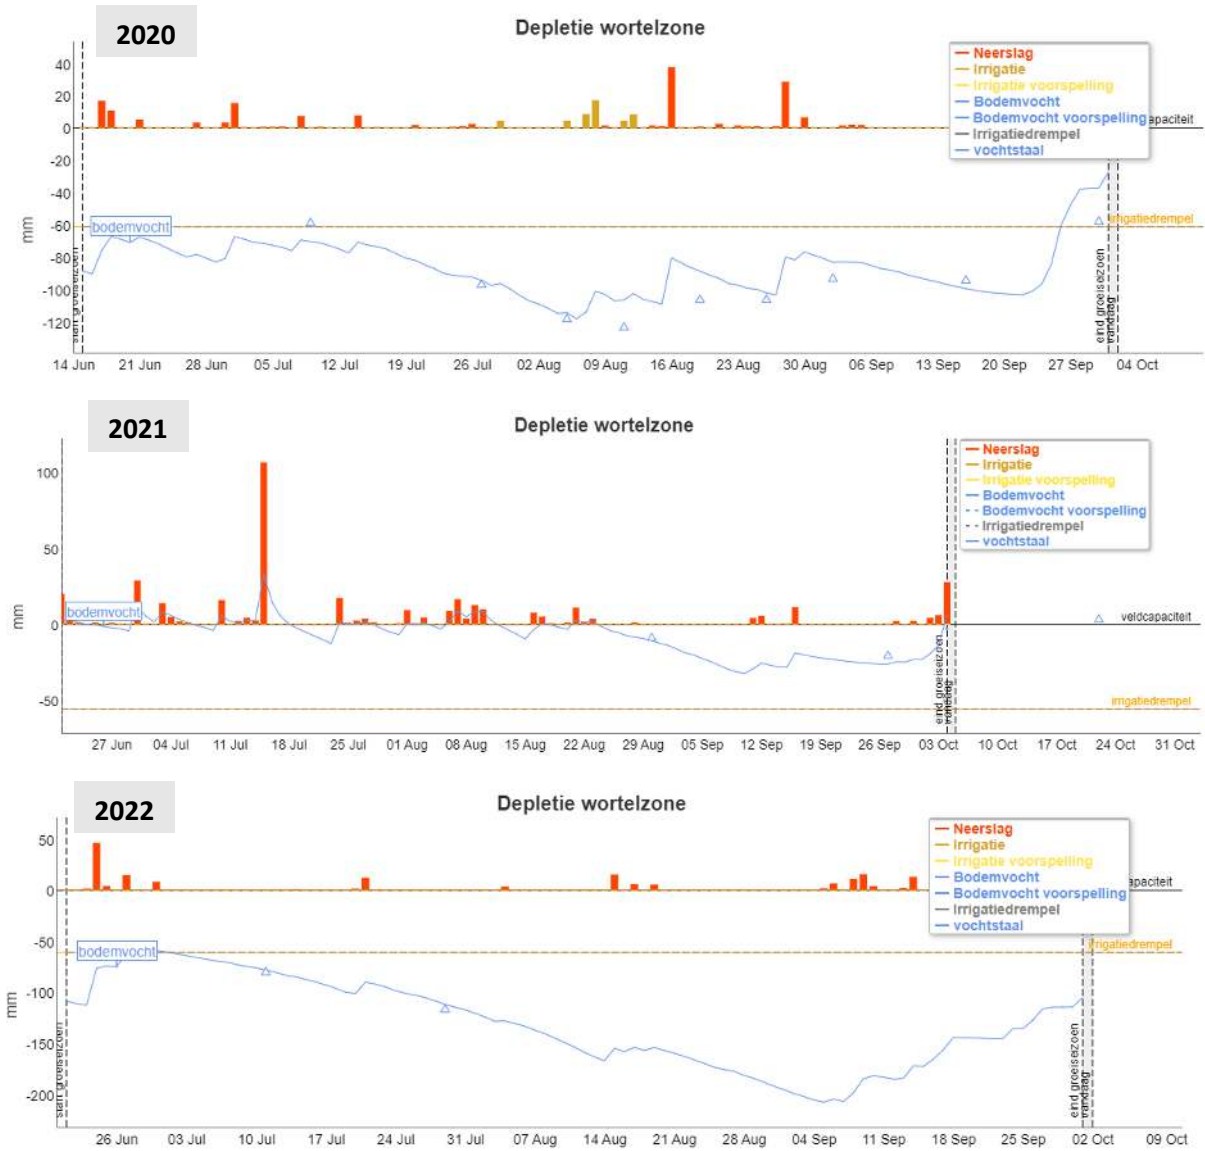 2020
Depletie wortelzone
Neerslag
Irrigatie
Irrigatie voorspelling
Bodemvocht
Bodemvocht voorspelling
Irrigatiedrempel
vochtstaal
apaciteit
irrigatiedrempel
bodemvocht
mm
40
20
0
-20
-40
-60
-80
-100
-120
start groeiseizoen
eind groeiseizoen
vandaag
14 Jun 21 Jun 28 Jun 05 Jul 12 Jul 19 Jul 26 Jul 02 Aug 09 Aug 16 Aug 23 Aug 30 Aug 06 Sep 13 Sep 20 Sep 27 Sep 04 Oct
2021
Depletie wortelzone
Neerslag
Irrigatie
Irrigatie voorspelling
Bodemvocht
Bodemvocht voorspelling
Irrigatiedrempel
vochtstaal
veldcapaciteit
irrigatiedrempel
bodemvocht
mm
100
50
0
-50
eind groeiseizoen
vandaag
27 Jun 04 Jul 11 Jul 18 Jul 25 Jul 01 Aug 08 Aug 15 Aug 22 Aug 29 Aug 05 Sep 12 Sep 19 Sep 26 Sep 03 Oct 10 Oct 17 Oct 24 Oct 31 Oct
2022
Depletie wortelzone
Neerslag
Irrigatie
Irrigatie voorspelling
Bodemvocht
Bodemvocht voorspelling
Irrigatiedrempel
vochtstaal
apaciteit
irrigatiedrempel
bodemvocht
mm
50
0
-50
-100
-150
-200
start groeiseizoen
eind groeiseizoen
vandaag
26 Jun 03 Jul 10 Jul 17 Jul 24 Jul 31 Jul 07 Aug 14 Aug 21 Aug 28 Aug 04 Sep 11 Sep 18 Sep 25 Sep 02 Oct 09 Oct